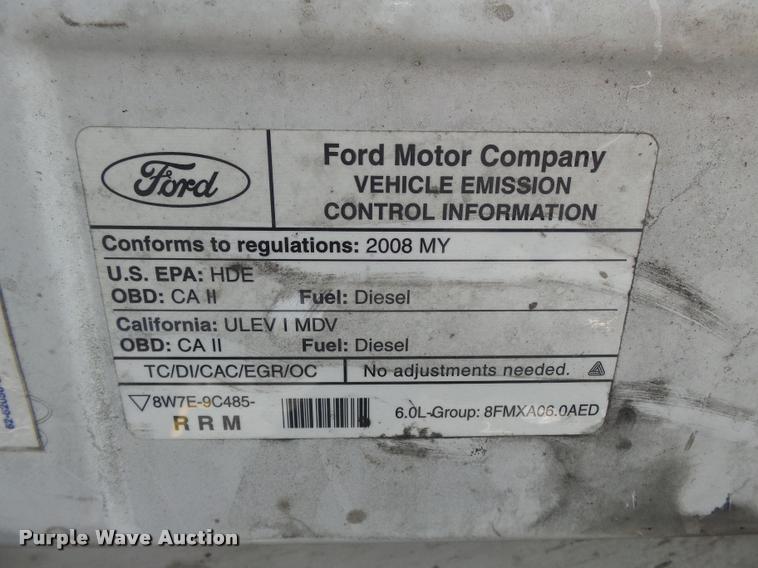 Ford
Ford Motor Company
VEHICLE EMISSION
CONTROL INFORMATION
Conforms to regulations: 2008 MY
U.S. EPA: HDE
OBD: CA II Fuel: Diesel
California: ULEV I MDV
OBD: CA II Fuel: Diesel
TC/DI/CAC/EGR/OC No adjustments needed.
8W7E-9C485-
RRM
6.0L-Group: 8FMXA06.0AED
Purple Wave Auction